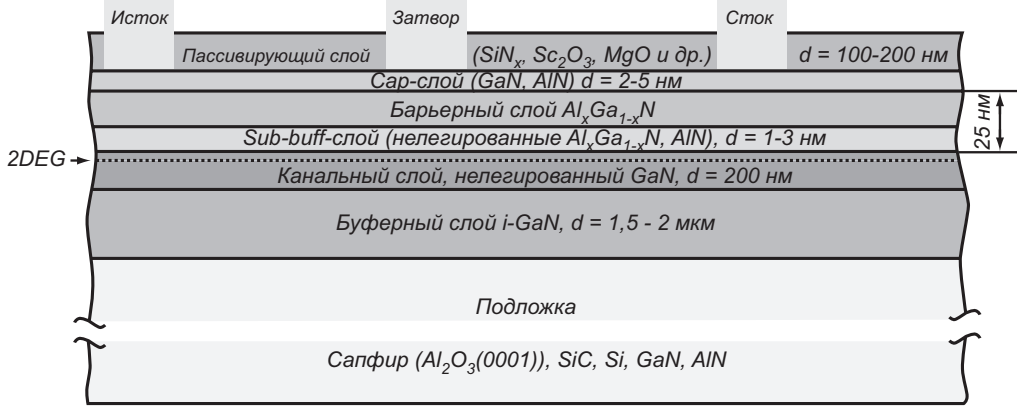 Исток Затвор Сток
Пассивирующий слой (SiNₓ, Sc₂O₃, MgO и др.) d = 100-200 нм
Cap-слой (GaN, AlN) d = 2-5 нм
Барьерный слой AlₓGa₁₋ₓN
Sub-buff-слой (нелегированные AlₓGa₁₋ₓN, AlN), d = 1-3 нм
25 нм
2DEG
Канальный слой, нелегированный GaN, d = 200 нм
Буферный слой i-GaN, d = 1,5 - 2 мкм
Подложка
Сапфир (Al₂O₃(0001)), SiC, Si, GaN, AlN